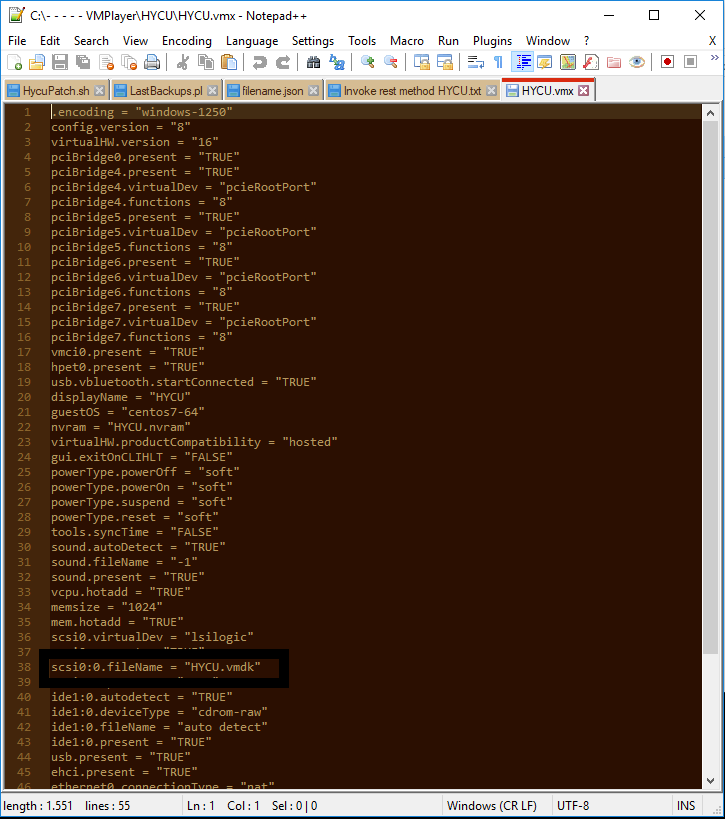 C:\- - - - - VMPlayer\HYCU\HYCU.vmx - Notepad++
File Edit Search View Encoding Language Settings Tools Macro Run Plugins Window ? X
HycuPatch.sh LastBackups.pl filename.json Invoke rest method HYCU.txt HYCU.vmx
1 .encoding = "windows-1250"
2 config.version = "8"
3 virtualHW.version = "16"
4 pciBridge0.present = "TRUE"
5 pciBridge4.present = "TRUE"
6 pciBridge4.virtualDev = "pcieRootPort"
7 pciBridge4.functions = "8"
8 pciBridge5.present = "TRUE"
9 pciBridge5.virtualDev = "pcieRootPort"
10 pciBridge5.functions = "8"
11 pciBridge6.present = "TRUE"
12 pciBridge6.virtualDev = "pcieRootPort"
13 pciBridge6.functions = "8"
14 pciBridge7.present = "TRUE"
15 pciBridge7.virtualDev = "pcieRootPort"
16 pciBridge7.functions = "8"
17 vmci0.present = "TRUE"
18 hpet0.present = "TRUE"
19 usb.vbluetooth.startConnected = "TRUE"
20 displayName = "HYCU"
21 guestOS = "centos7-64"
22 nvram = "HYCU.nvram"
23 virtualHW.productCompatibility = "hosted"
24 gui.exitOnCLIHLT = "FALSE"
25 powerType.powerOff = "soft"
26 powerType.powerOn = "soft"
27 powerType.suspend = "soft"
28 powerType.reset = "soft"
29 tools.syncTime = "FALSE"
30 sound.autoDetect = "TRUE"
31 sound.fileName = "-1"
32 sound.present = "TRUE"
33 vcpu.hotadd = "TRUE"
34 memsize = "1024"
35 mem.hotadd = "TRUE"
36 scsi0.virtualDev = "lsilogic"
37
38 scsi0:0.fileName = "HYCU.vmdk"
39
40 ide1:0.autodetect = "TRUE"
41 ide1:0.deviceType = "cdrom-raw"
42 ide1:0.fileName = "auto detect"
43 ide1:0.present = "TRUE"
44 usb.present = "TRUE"
45 ehci.present = "TRUE"
46 ethernet0.connectionType = "nat"
length : 1.551 lines : 55 Ln : 1 Col : 1 Sel : 0 | 0 Windows (CR LF) UTF-8 INS